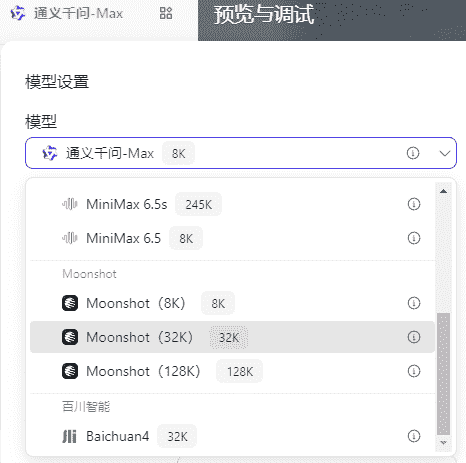 通义千问-Max
预览与调试
模型设置
模型
通义千问-Max 8K
MiniMax 6.5s 245K
MiniMax 6.5 8K
Moonshot
Moonshot（8K） 8K
Moonshot（32K） 32K
Moonshot（128K） 128K
百川智能
Baichuan4 32K